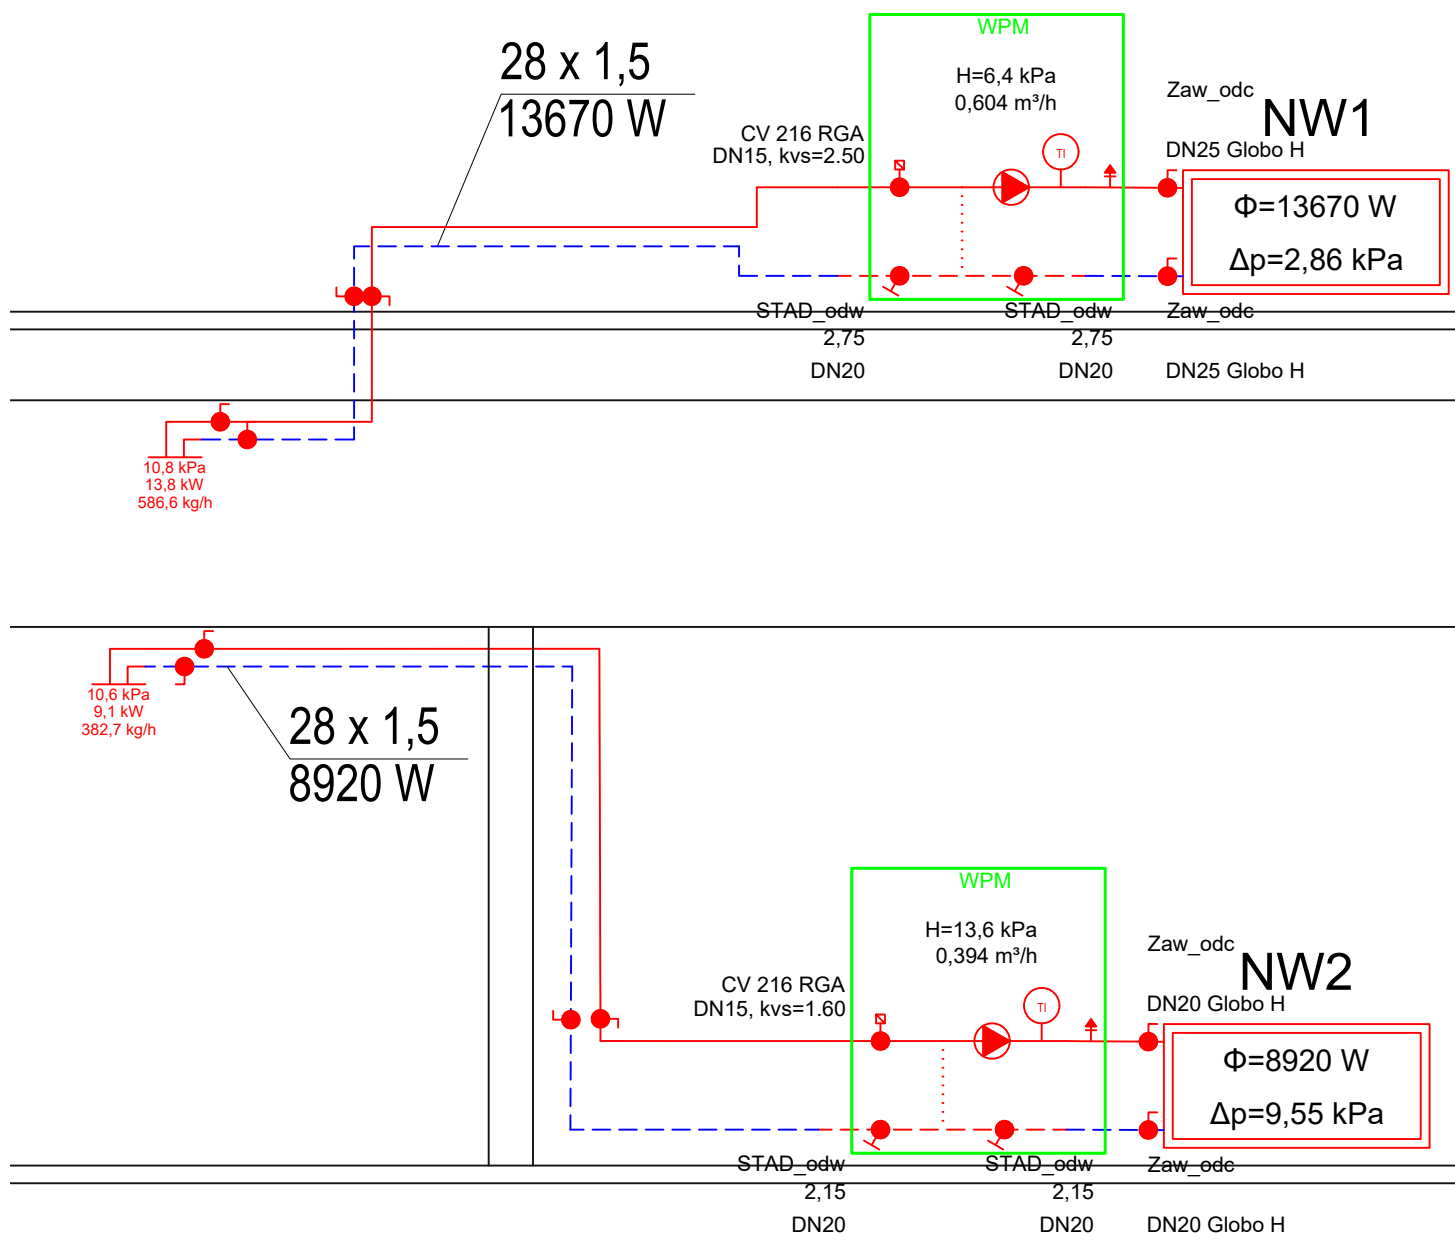 WPM
28 x 1,5
13670 W
H=6,4 kPa
0,604 m³/h
Zaw_odc
NW1
CV 216 RGA
DN15, kvs=2.50
TI
DN25 Globo H
Φ=13670 W
Δp=2,86 kPa
STAD_odw
2,75
DN20
STAD_odw
2,75
DN20
Zaw_odc
DN25 Globo H
10,8 kPa
13,8 kW
586,6 kg/h
10,6 kPa
9,1 kW
382,7 kg/h
28 x 1,5
8920 W
WPM
H=13,6 kPa
0,394 m³/h
Zaw_odc
NW2
CV 216 RGA
DN15, kvs=1.60
TI
DN20 Globo H
Φ=8920 W
Δp=9,55 kPa
STAD_odw
2,15
DN20
STAD_odw
2,15
DN20
Zaw_odc
DN20 Globo H